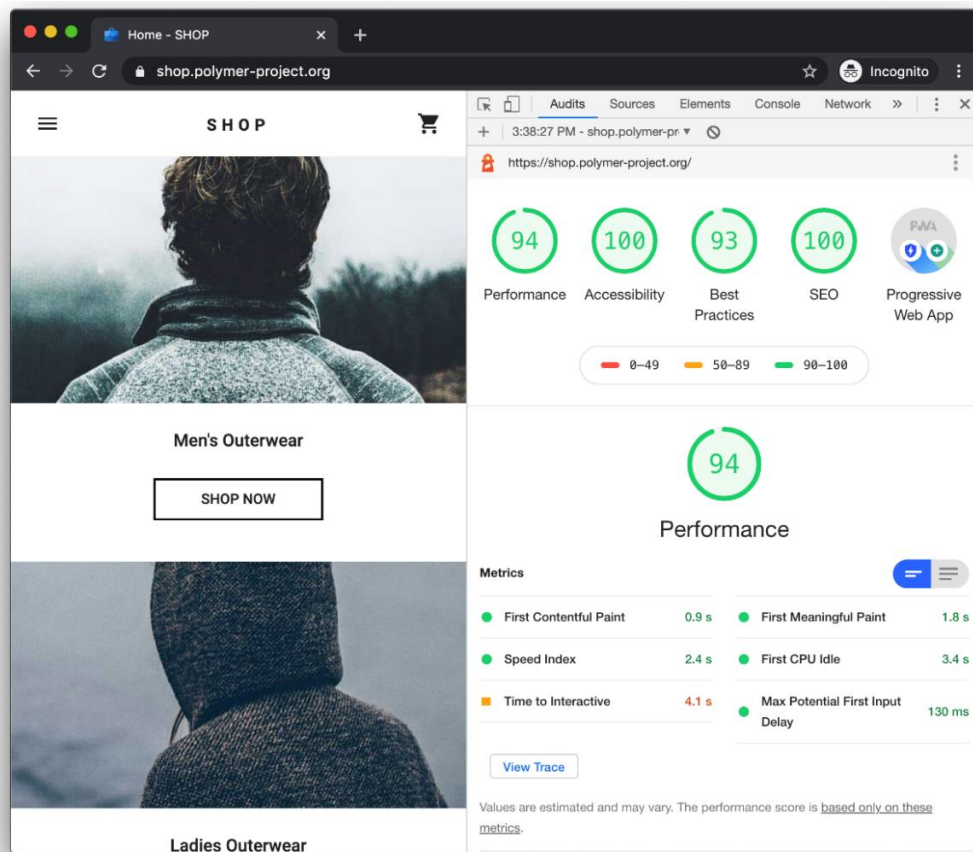 Home - SHOP
shop.polymer-project.org
Incognito
SHOP
Men's Outerwear
SHOP NOW
Ladies Outerwear
Audits Sources Elements Console Network »
3:38:27 PM - shop.polymer-pr
https://shop.polymer-project.org/
94 100 93 100 PWA
Performance Accessibility Best Practices SEO Progressive Web App
0–49 50–89 90–100
94
Performance
Metrics
First Contentful Paint 0.9 s
First Meaningful Paint 1.8 s
Speed Index 2.4 s
First CPU Idle 3.4 s
Time to Interactive 4.1 s
Max Potential First Input Delay 130 ms
View Trace
Values are estimated and may vary. The performance score is based only on these
metrics.